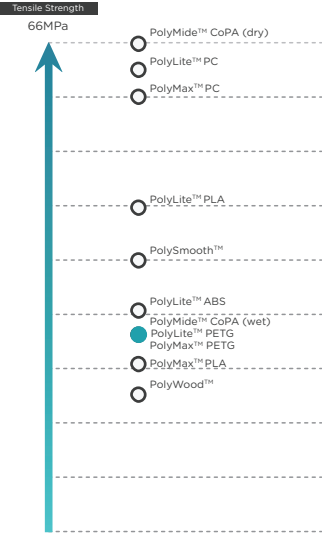 Tensile Strength
66MPa
PolyMide™ CoPA (dry)
PolyLite™ PC
PolyMax™ PC
PolyLite™ PLA
PolySmooth™
PolyLite™ ABS
PolyMide™ CoPA (wet)
PolyLite™ PETG
PolyMax™ PETG
PolyMax™ PLA
PolyWood™